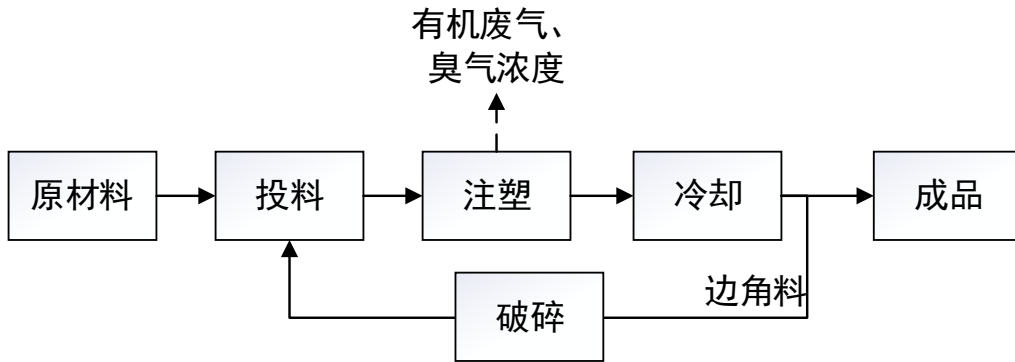 有机废气、
臭气浓度
原材料
投料
注塑
冷却
成品
边角料
破碎